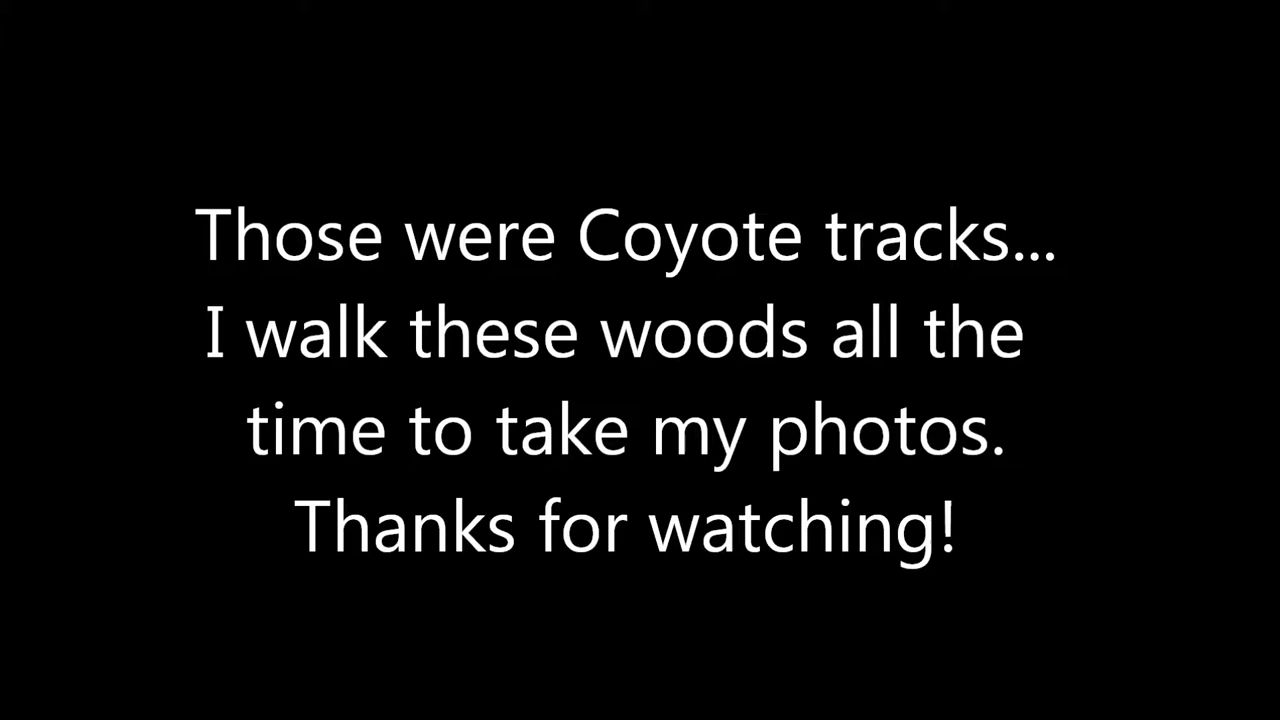 Those were Coyote tracks...
I walk these woods all the
time to take my photos.
Thanks for watching!